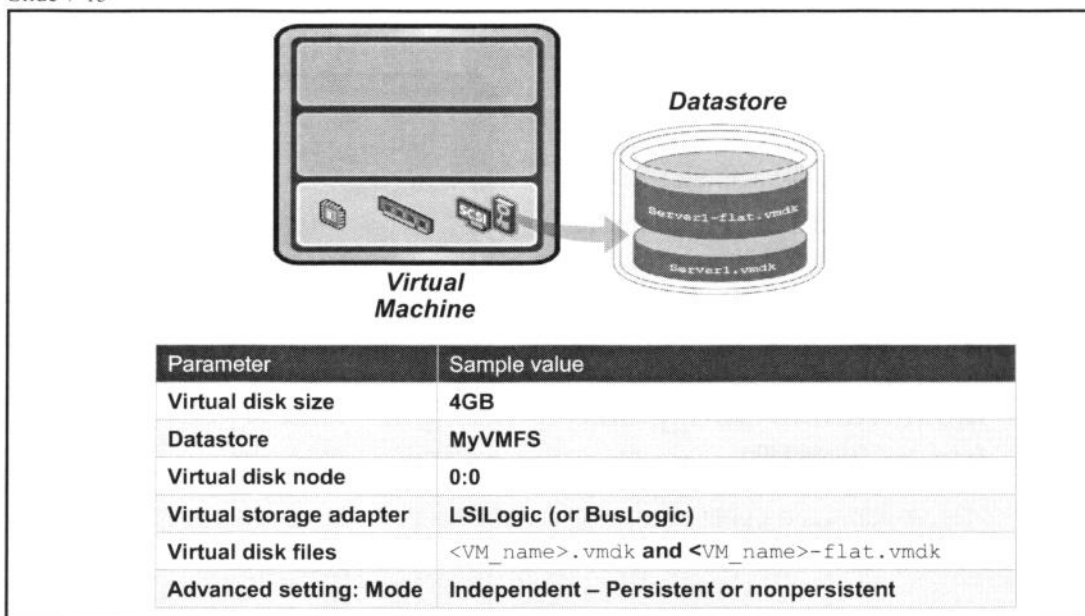 Datastore
SCSI
Server1-flat.vmdk
Server1.vmdk
Virtual
Machine
Parameter Sample value
Virtual disk size 4GB
Datastore MyVMFS
Virtual disk node 0:0
Virtual storage adapter LSILogic (or BusLogic)
Virtual disk files <VM_name>.vmdk and <VM_name>-flat.vmdk
Advanced setting: Mode Independent – Persistent or nonpersistent